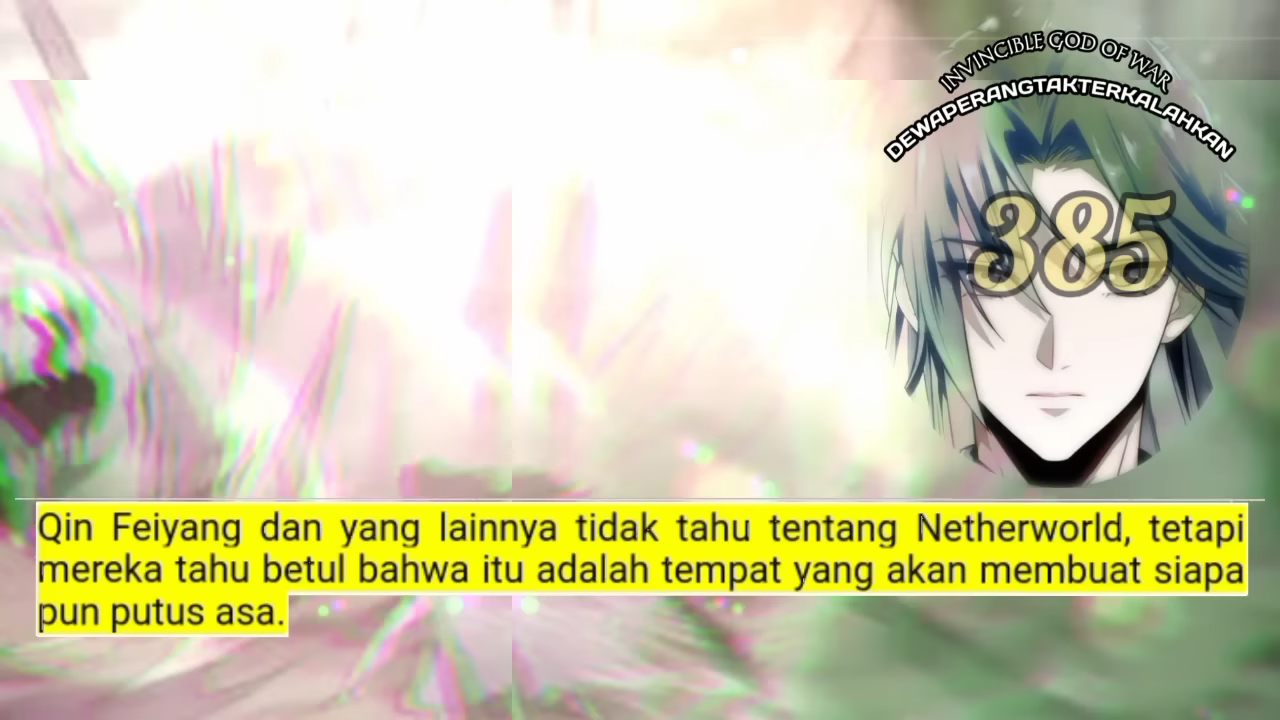 INVINCIBLE GOD OF WAR
DEWAPERANGTAKTERKALAHKAN
385
Qin Feiyang dan yang lainnya tidak tahu tentang Netherworld, tetapi
mereka tahu betul bahwa itu adalah tempat yang akan membuat siapa
pun putus asa.